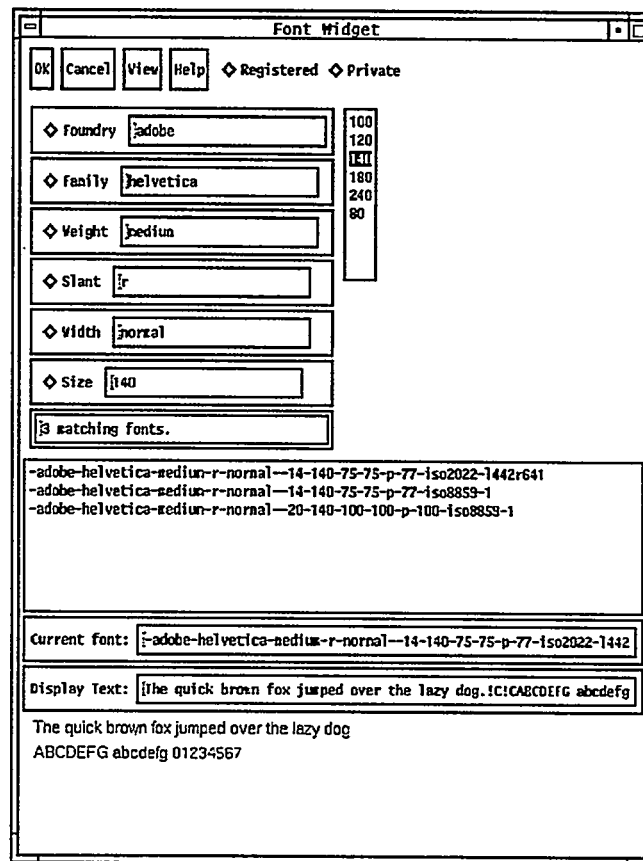 Font Widget
OK Cancel View Help Registered Private
Foundry adobe
Family helvetica
Weight medium
Slant r
Width normal
Size 140
100
120
180
240
80
3 matching fonts.
-adobe-helvetica-medium-r-normal--14-140-75-75-p-77-iso2022-1442r641
-adobe-helvetica-medium-r-normal--14-140-75-75-p-77-iso8859-1
-adobe-helvetica-medium-r-normal--20-140-100-100-p-100-iso8859-1
Current font: -adobe-helvetica-medium-r-normal--14-140-75-75-p-77-iso2022-1442
Display Text: The quick brown fox jumped over the lazy dog.!C!CABCDEFG abcdefg
The quick brown fox jumped over the lazy dog
ABCDEFG abcdefg 01234567